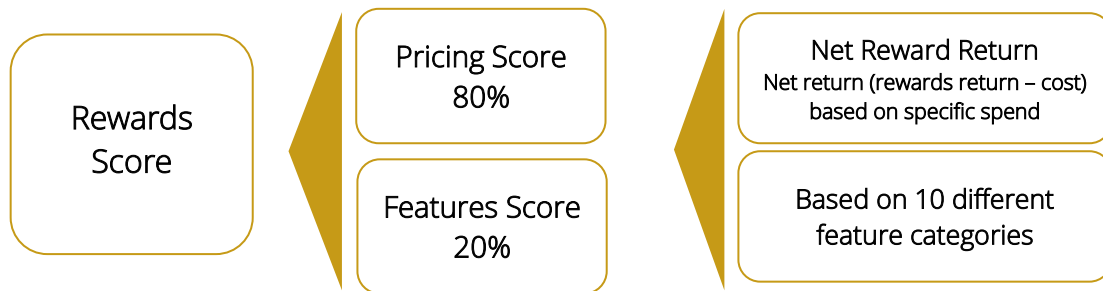 Rewards
Score
Pricing Score
80%
Features Score
20%
Net Reward Return
Net return (rewards return – cost)
based on specific spend
Based on 10 different
feature categories